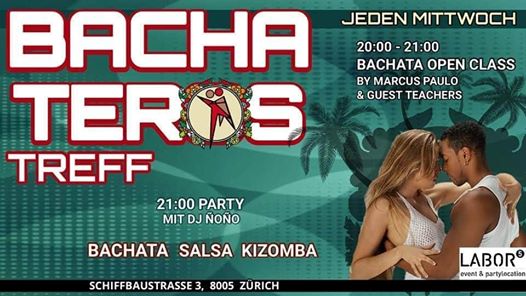 BACHA
TEROS
TREFF
JEDEN MITTWOCH
20:00 - 21:00
BACHATA OPEN CLASS
BY MARCUS PAULO
& GUEST TEACHERS
21:00 PARTY
MIT DJ ÑOÑO
BACHATA SALSA KIZOMBA
LABOR5
event & partylocation
SCHIFFBAUSTRASSE 3, 8005 ZÜRICH